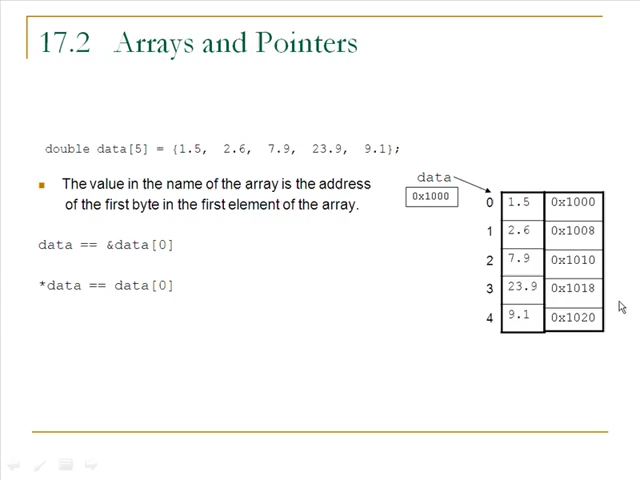 17.2 Arrays and Pointers
double data[5] = {1.5, 2.6, 7.9, 23.9, 9.1};
The value in the name of the array is the address
of the first byte in the first element of the array.
data == &data[0]
*data == data[0]
data
0x1000
0 1.5 0x1000
1 2.6 0x1008
2 7.9 0x1010
3 23.9 0x1018
4 9.1 0x1020